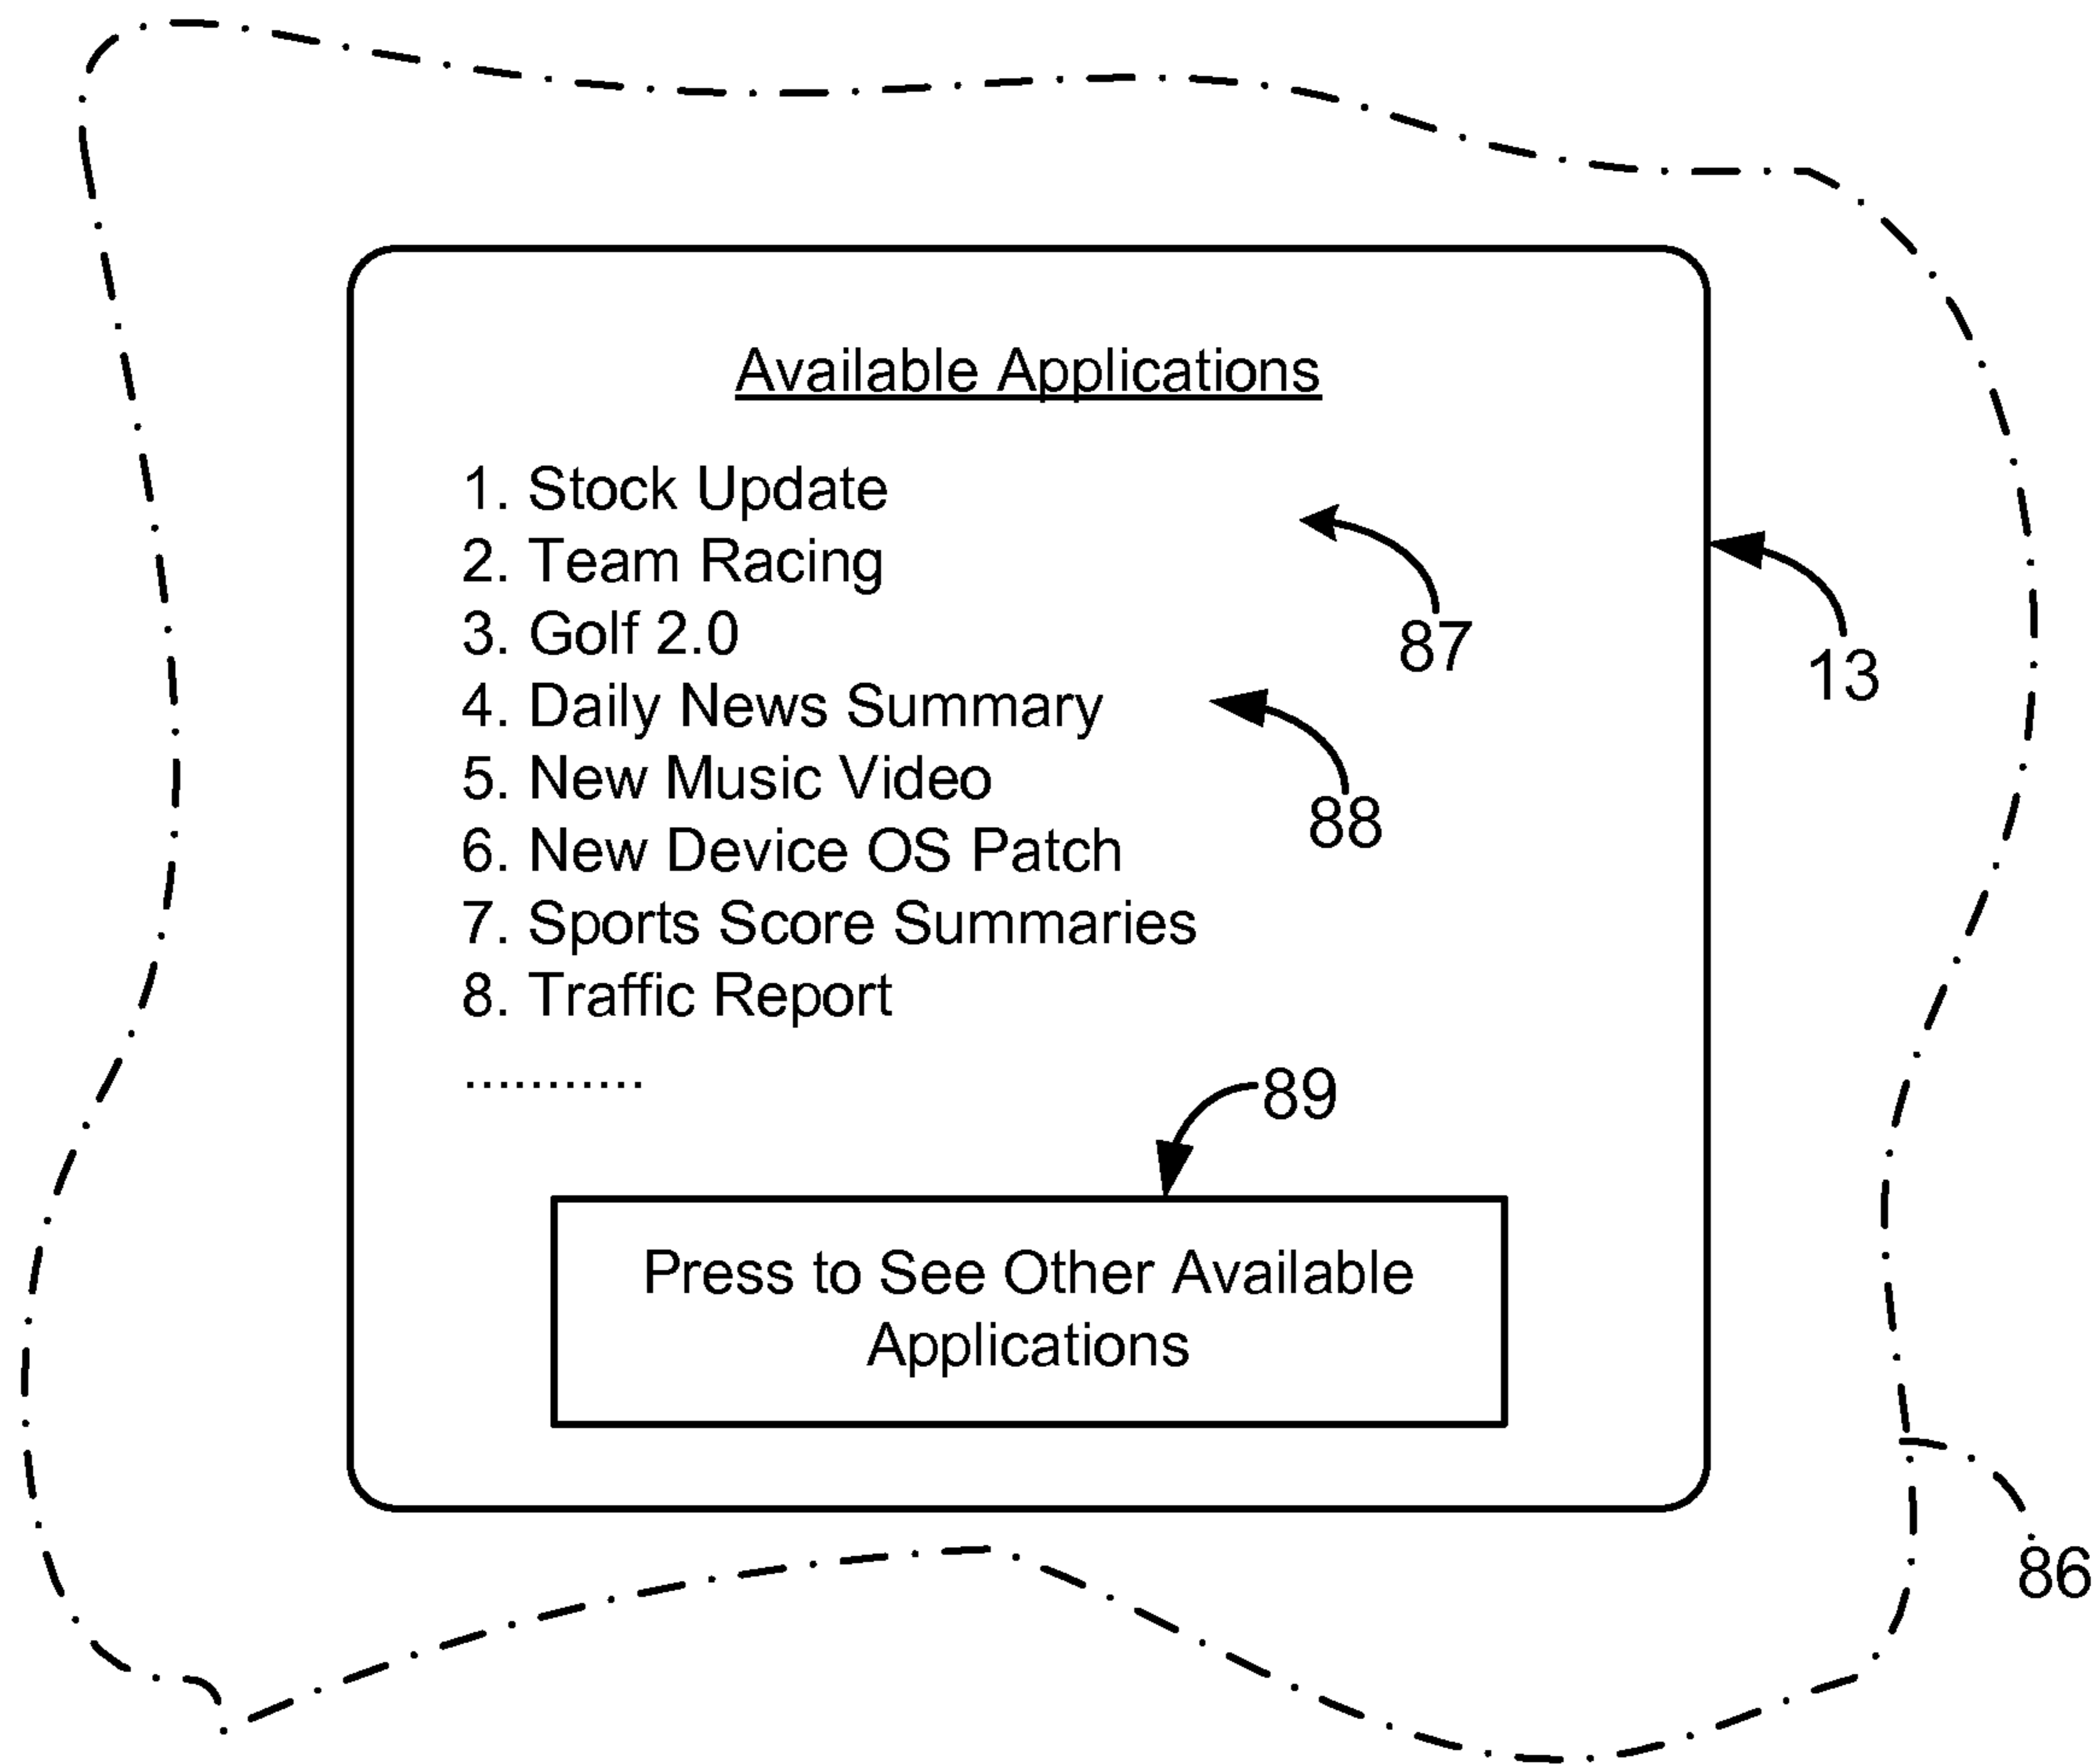 Available Applications
1. Stock Update
2. Team Racing
3. Golf 2.0
87
13
4. Daily News Summary
5. New Music Video
88
6. New Device OS Patch
7. Sports Score Summaries
8. Traffic Report
...........
89
Press to See Other Available
Applications
86